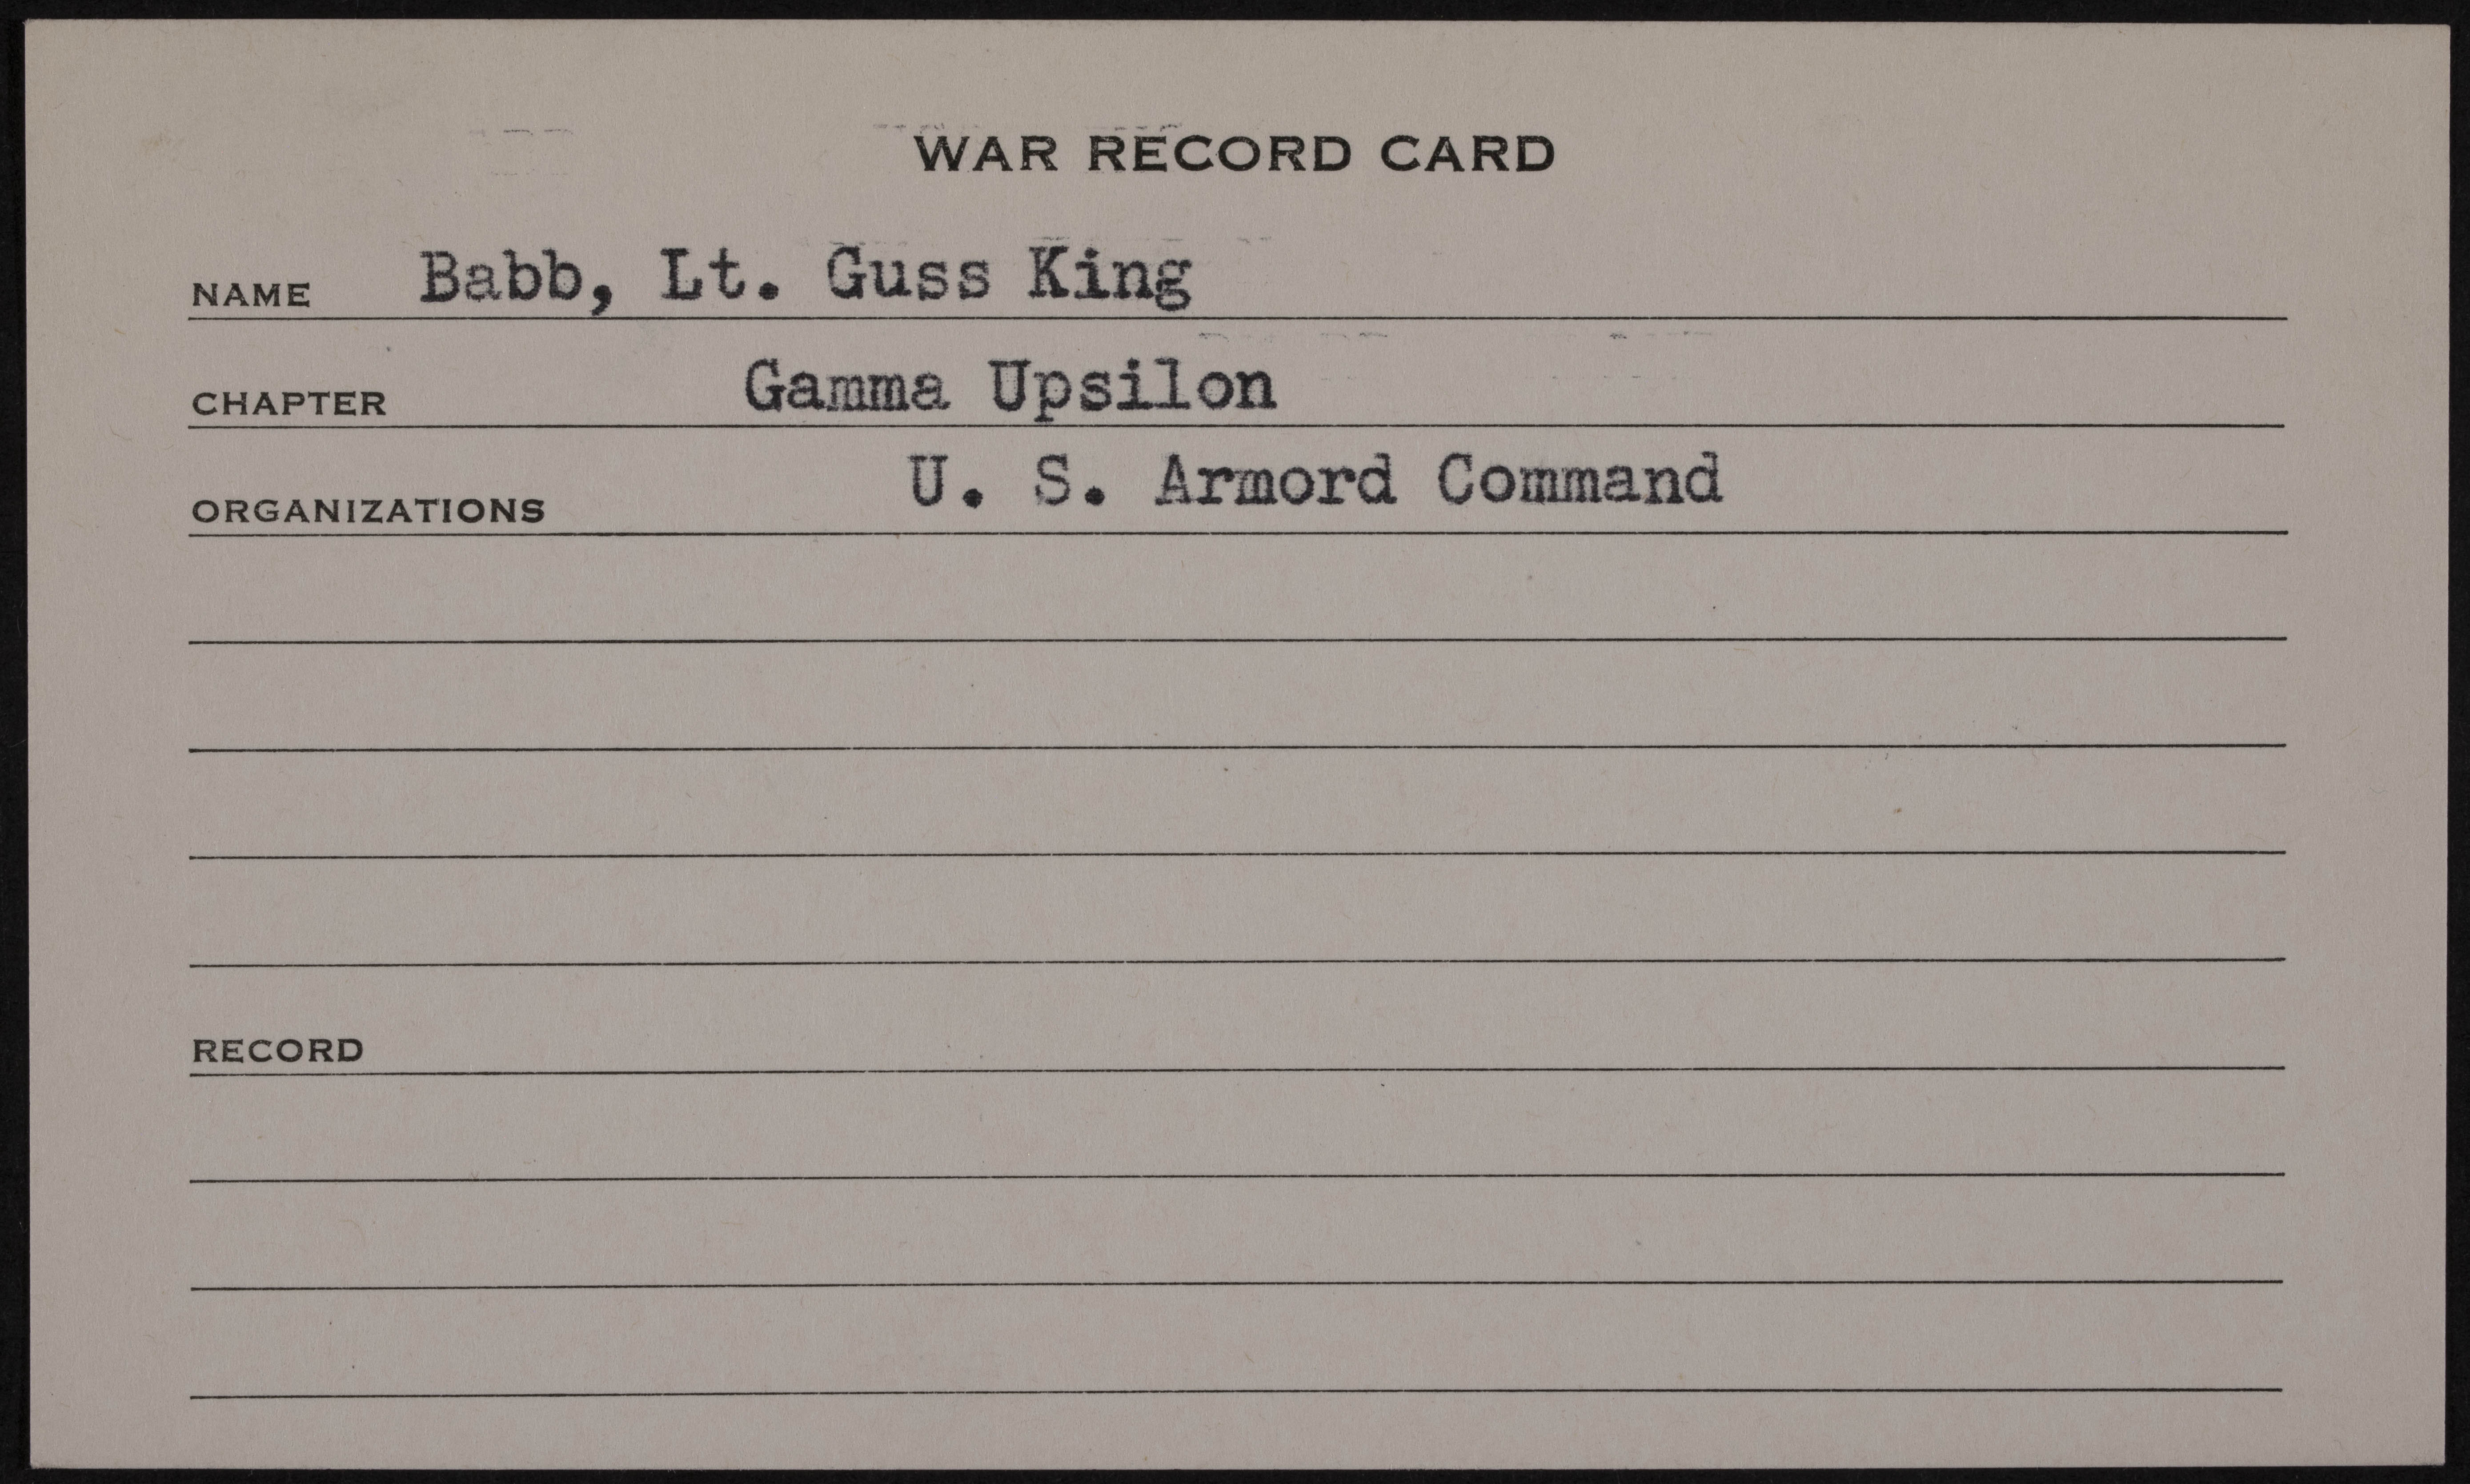 WAR RECORD CARD
NAME Babb, Lt. Guss King
CHAPTER Gamma Upsilon
ORGANIZATIONS U. S. Armord Command
RECORD